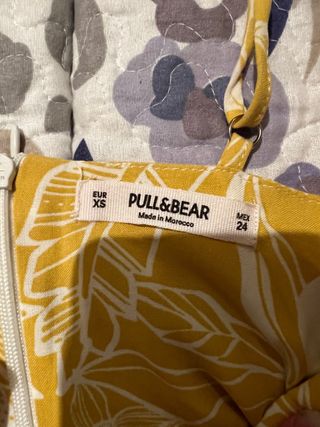 EUR
XS
PULL&BEAR
Made in Morocco
MEX
24